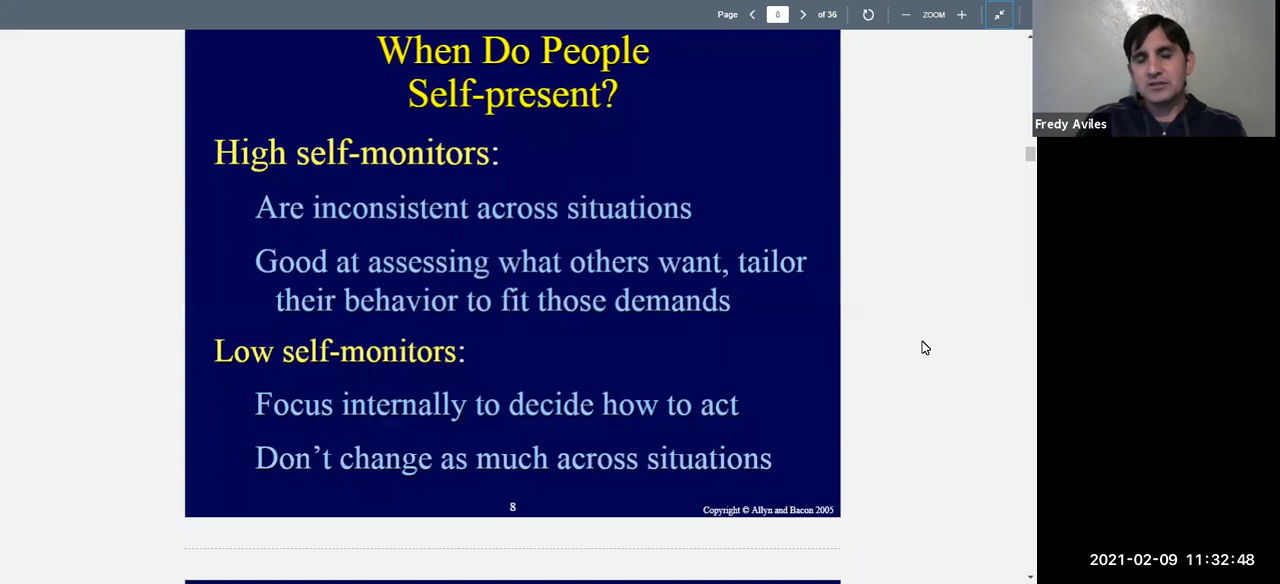 Page 8 of 36 ZOOM
When Do People
Self-present?
High self-monitors:
Are inconsistent across situations
Good at assessing what others want, tailor
their behavior to fit those demands
Low self-monitors:
Focus internally to decide how to act
Don’t change as much across situations
8
Copyright © Allyn and Bacon 2005
Fredy Aviles
2021-02-09 11:32:48